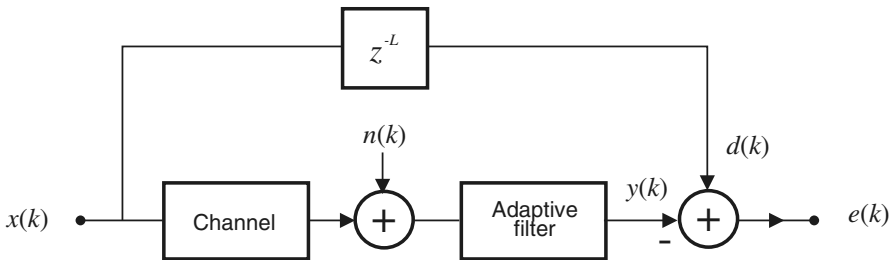 z^{-L}
n(k)
d(k)
y(k)
x(k)
Channel
+
Adaptive
filter
-
+
e(k)